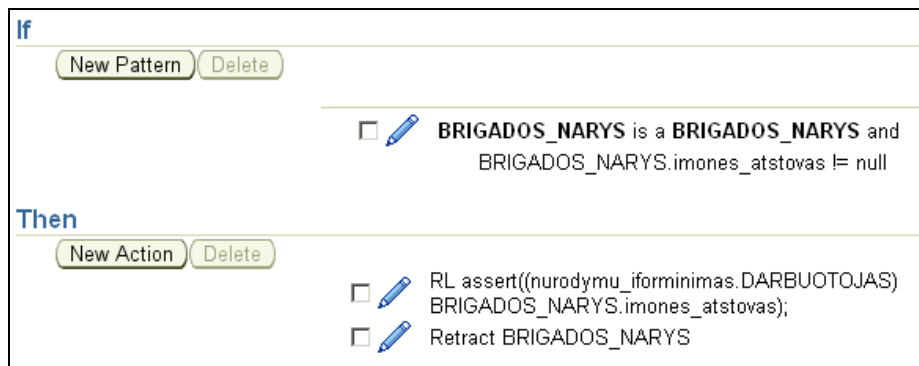 If
New Pattern Delete
BRIGADOS_NARYS is a BRIGADOS_NARYS and
BRIGADOS_NARYS.imones_atstovas != null
Then
New Action Delete
RL assert((nurodymu_iforminimas.DARBUOTOJAS)
BRIGADOS_NARYS.imones_atstovas);
Retract BRIGADOS_NARYS